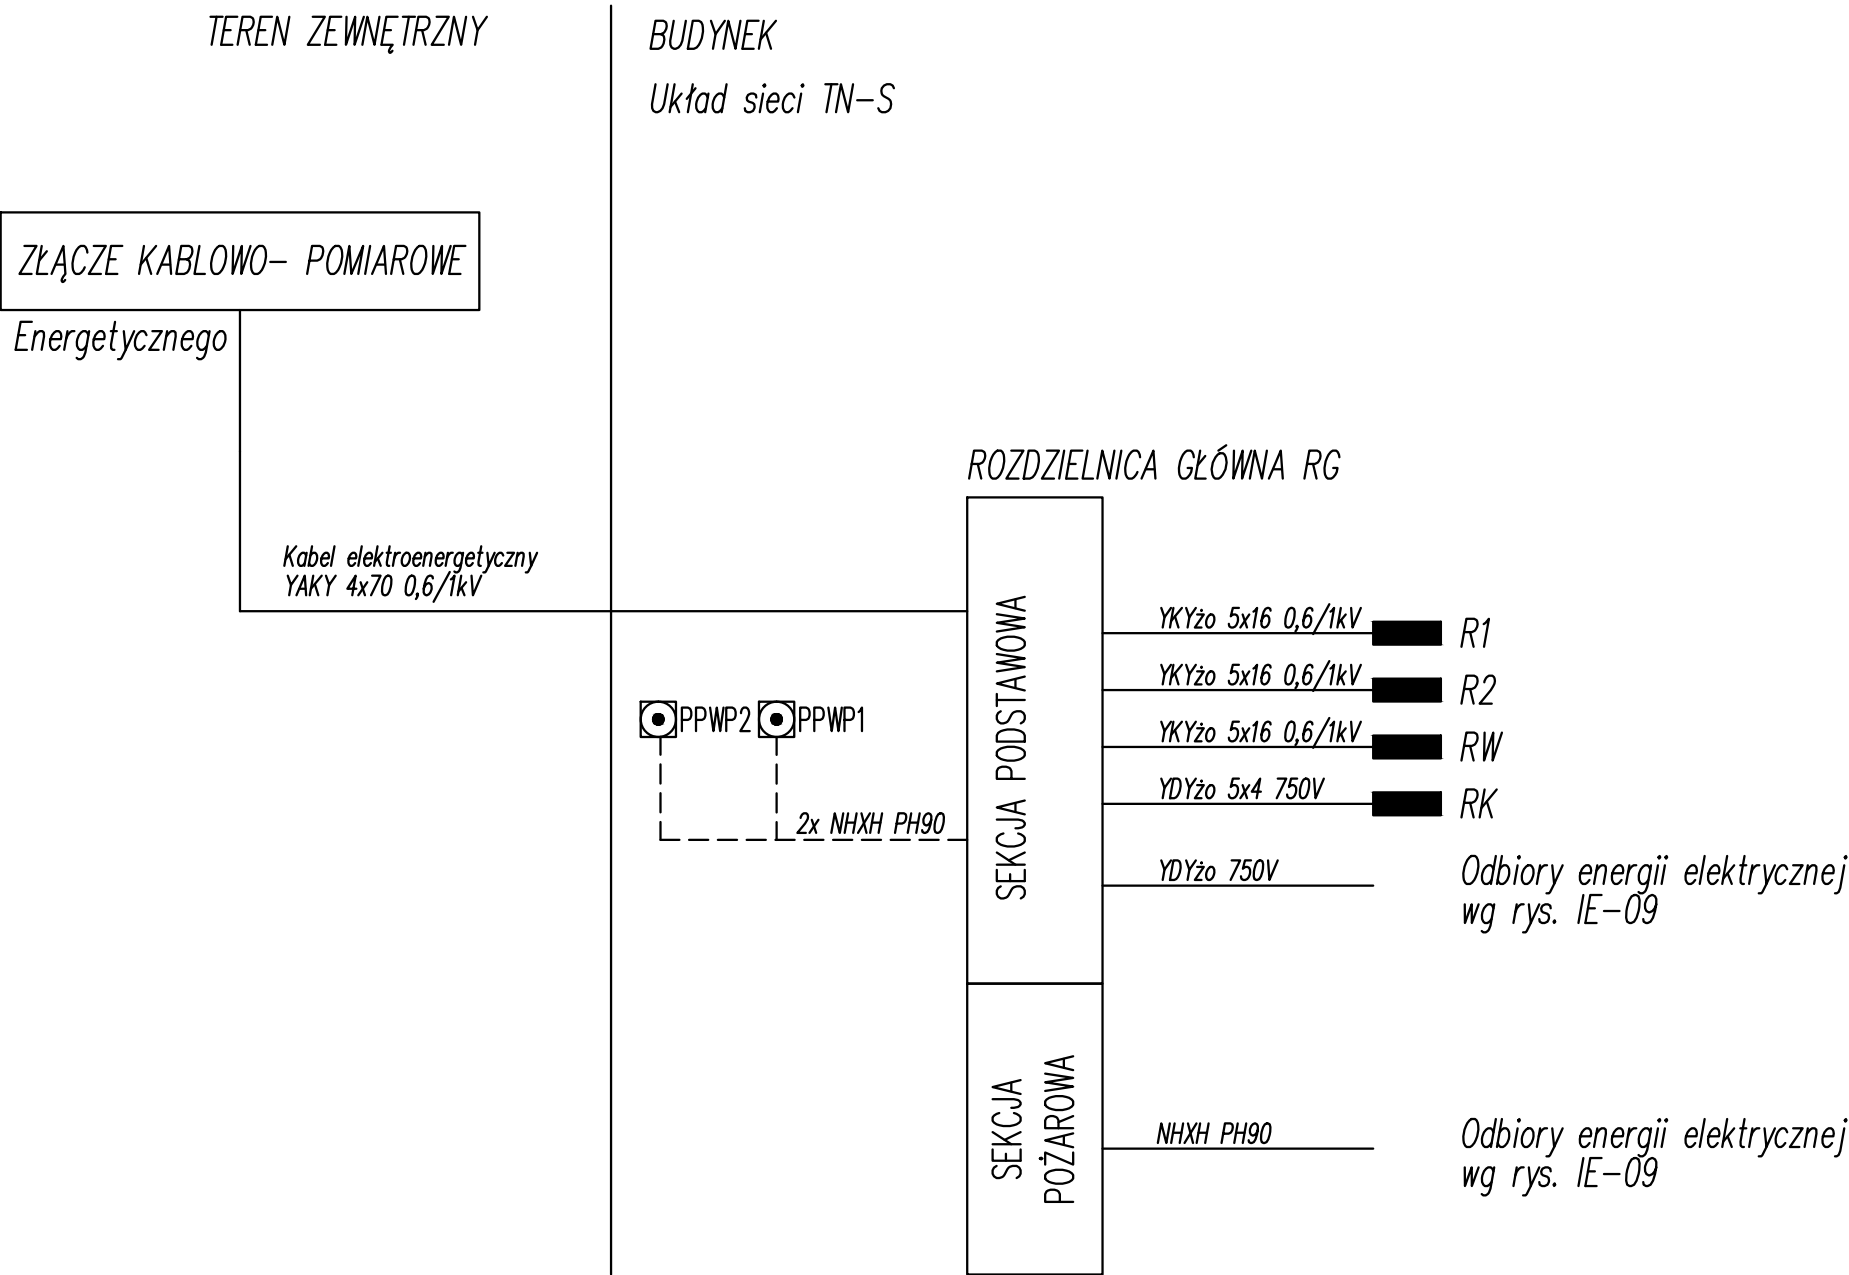 TEREN ZEWNĘTRZNY
BUDYNEK
Układ sieci TN-S
ZŁĄCZE KABLOWO- POMIAROWE
Energetycznego
ROZDZIELNICA GŁÓWNA RG
Kabel elektroenergetyczny
YAKY 4x70 0,6/1kV
SEKCJA PODSTAWOWA
YKYżo 5x16 0,6/1kV
R1
YKYżo 5x16 0,6/1kV
R2
PPWP2
PPWP1
YKYżo 5x16 0,6/1kV
RW
YDYżo 5x4 750V
RK
2x NHXH PH90
YDYżo 750V
Odbiory energii elektrycznej
wg rys. IE-09
SEKCJA
POŻAROWA
NHXH PH90
Odbiory energii elektrycznej
wg rys. IE-09